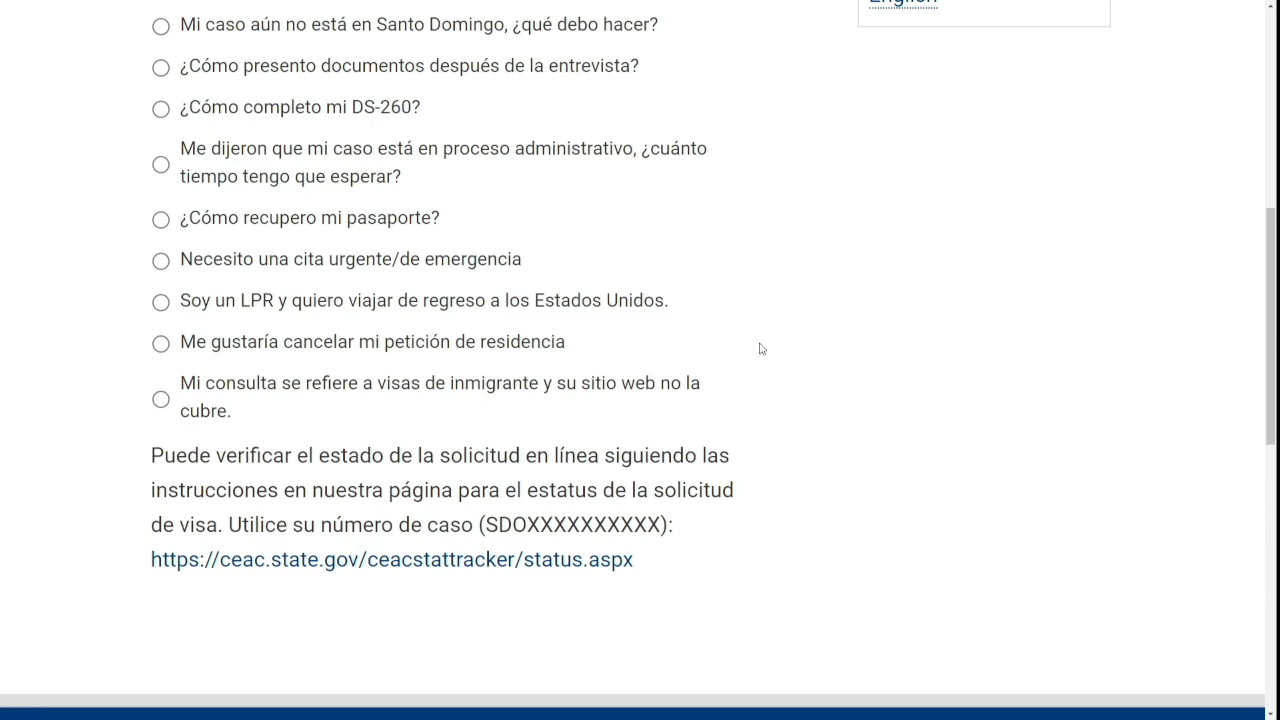 English
Mi caso aún no está en Santo Domingo, ¿qué debo hacer?
¿Cómo presento documentos después de la entrevista?
¿Cómo completo mi DS-260?
Me dijeron que mi caso está en proceso administrativo, ¿cuánto
tiempo tengo que esperar?
¿Cómo recupero mi pasaporte?
Necesito una cita urgente/de emergencia
Soy un LPR y quiero viajar de regreso a los Estados Unidos.
Me gustaría cancelar mi petición de residencia
Mi consulta se refiere a visas de inmigrante y su sitio web no la
cubre.
Puede verificar el estado de la solicitud en línea siguiendo las
instrucciones en nuestra página para el estatus de la solicitud
de visa. Utilice su número de caso (SDOXXXXXXXXXX):
https://ceac.state.gov/ceacstattracker/status.aspx